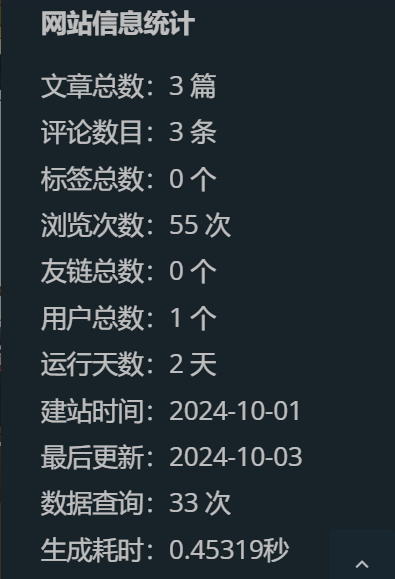 网站信息统计
文章总数：3 篇
评论数目：3 条
标签总数：0 个
浏览次数：55 次
友链总数：0 个
用户总数：1 个
运行天数：2 天
建站时间：2024-10-01
最后更新：2024-10-03
数据查询：33 次
生成耗时：0.45319秒